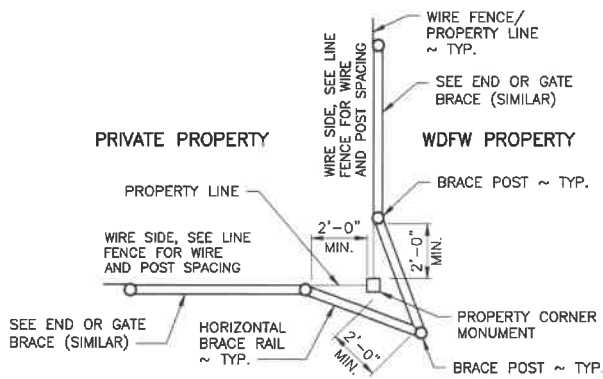 WIRE FENCE/
PROPERTY LINE
~ TYP.
SEE END OR GATE
BRACE (SIMILAR)
WIRE SIDE, SEE LINE
FENCE FOR WIRE
AND POST SPACING
PRIVATE PROPERTY
WDFW PROPERTY
PROPERTY LINE
BRACE POST ~ TYP.
2'-0"
MIN.
2'-0"
MIN.
WIRE SIDE, SEE LINE
FENCE FOR WIRE
AND POST SPACING
SEE END OR GATE
BRACE (SIMILAR)
HORIZONTAL
BRACE RAIL
~ TYP.
2'-0"
MIN.
PROPERTY CORNER
MONUMENT
BRACE POST ~ TYP.